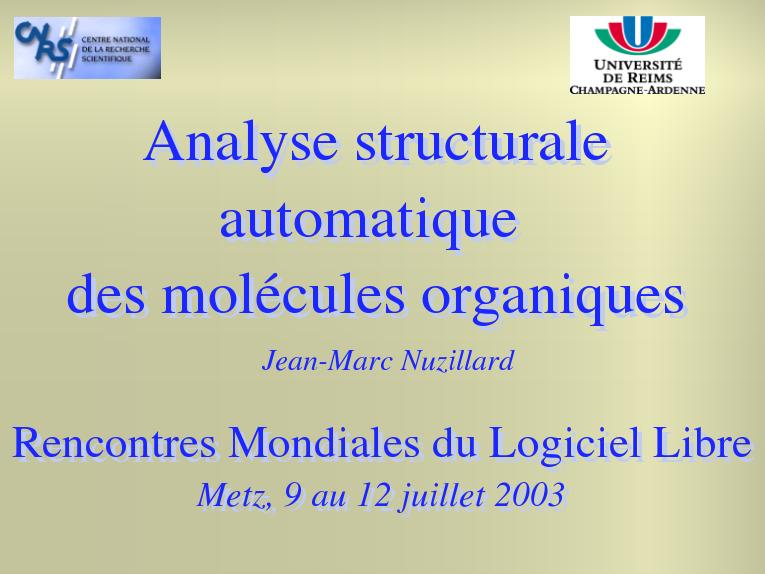 CNRS
CENTRE NATIONAL
DE LA RECHERCHE
SCIENTIFIQUE
UNIVERSITÉ
DE REIMS
CHAMPAGNE-ARDENNE
Analyse structurale
automatique
des molécules organiques
Jean-Marc Nuzillard
Rencontres Mondiales du Logiciel Libre
Metz, 9 au 12 juillet 2003